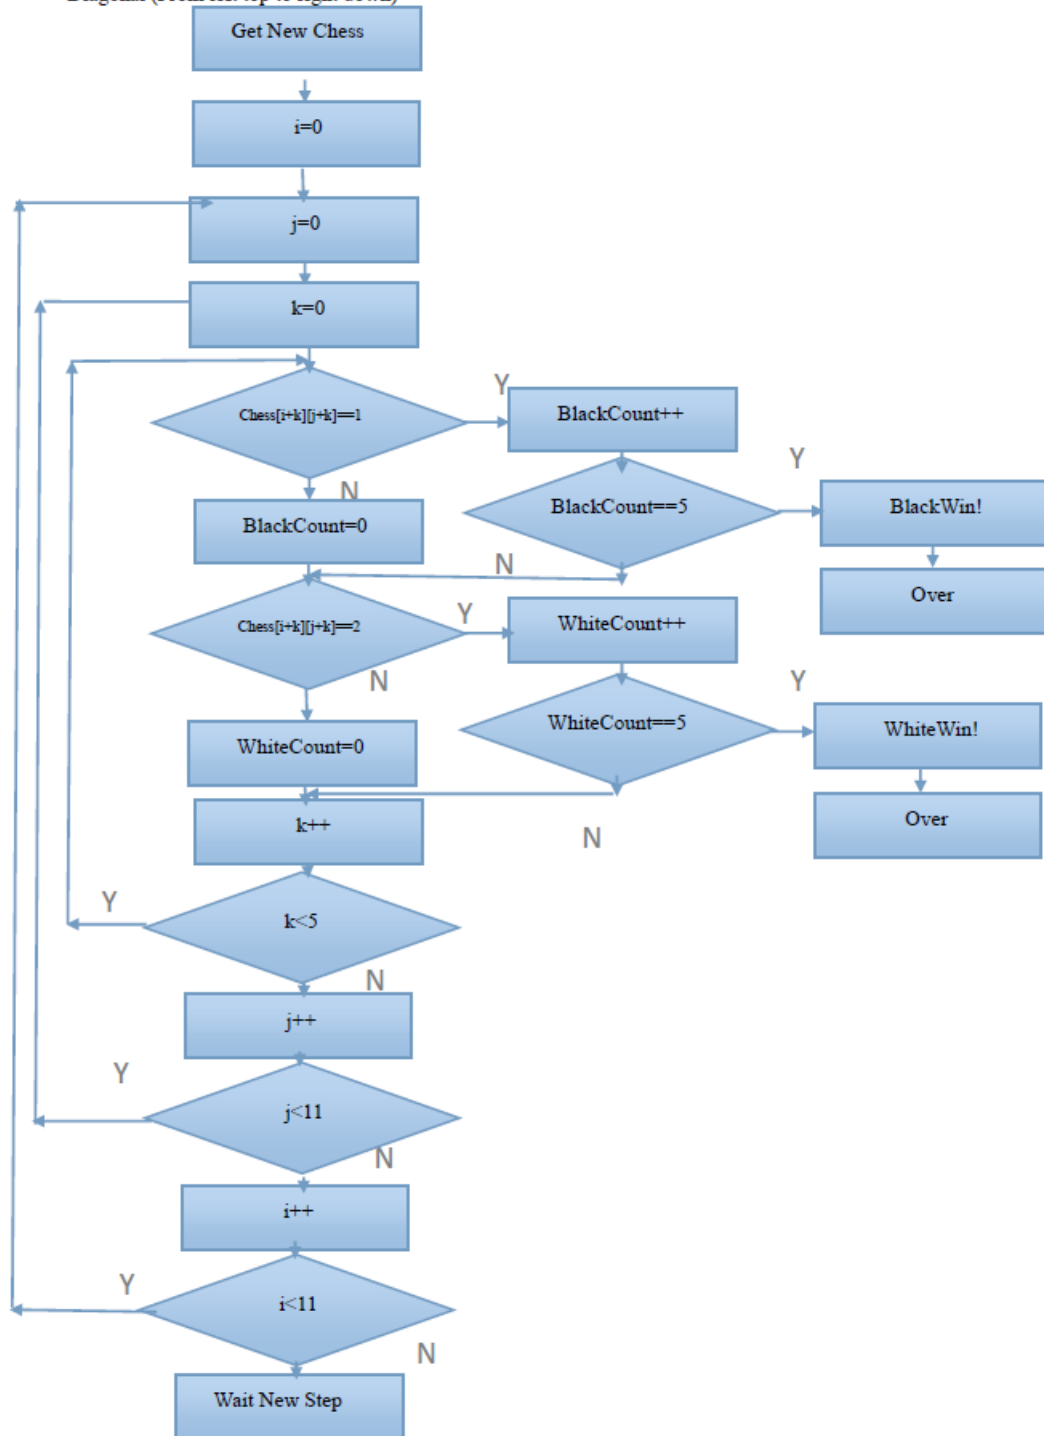 Get New Chess
i=0
j=0
k=0
Chess[i+k][j+k]==1
Y
BlackCount++
N
BlackCount=0
BlackCount==5
Y
BlackWin!
N
Over
Chess[i+k][j+k]==2
Y
WhiteCount++
N
WhiteCount=0
WhiteCount==5
Y
WhiteWin!
N
Over
k++
k<5
Y
N
j++
j<11
Y
N
i++
i<11
Y
N
Wait New Step